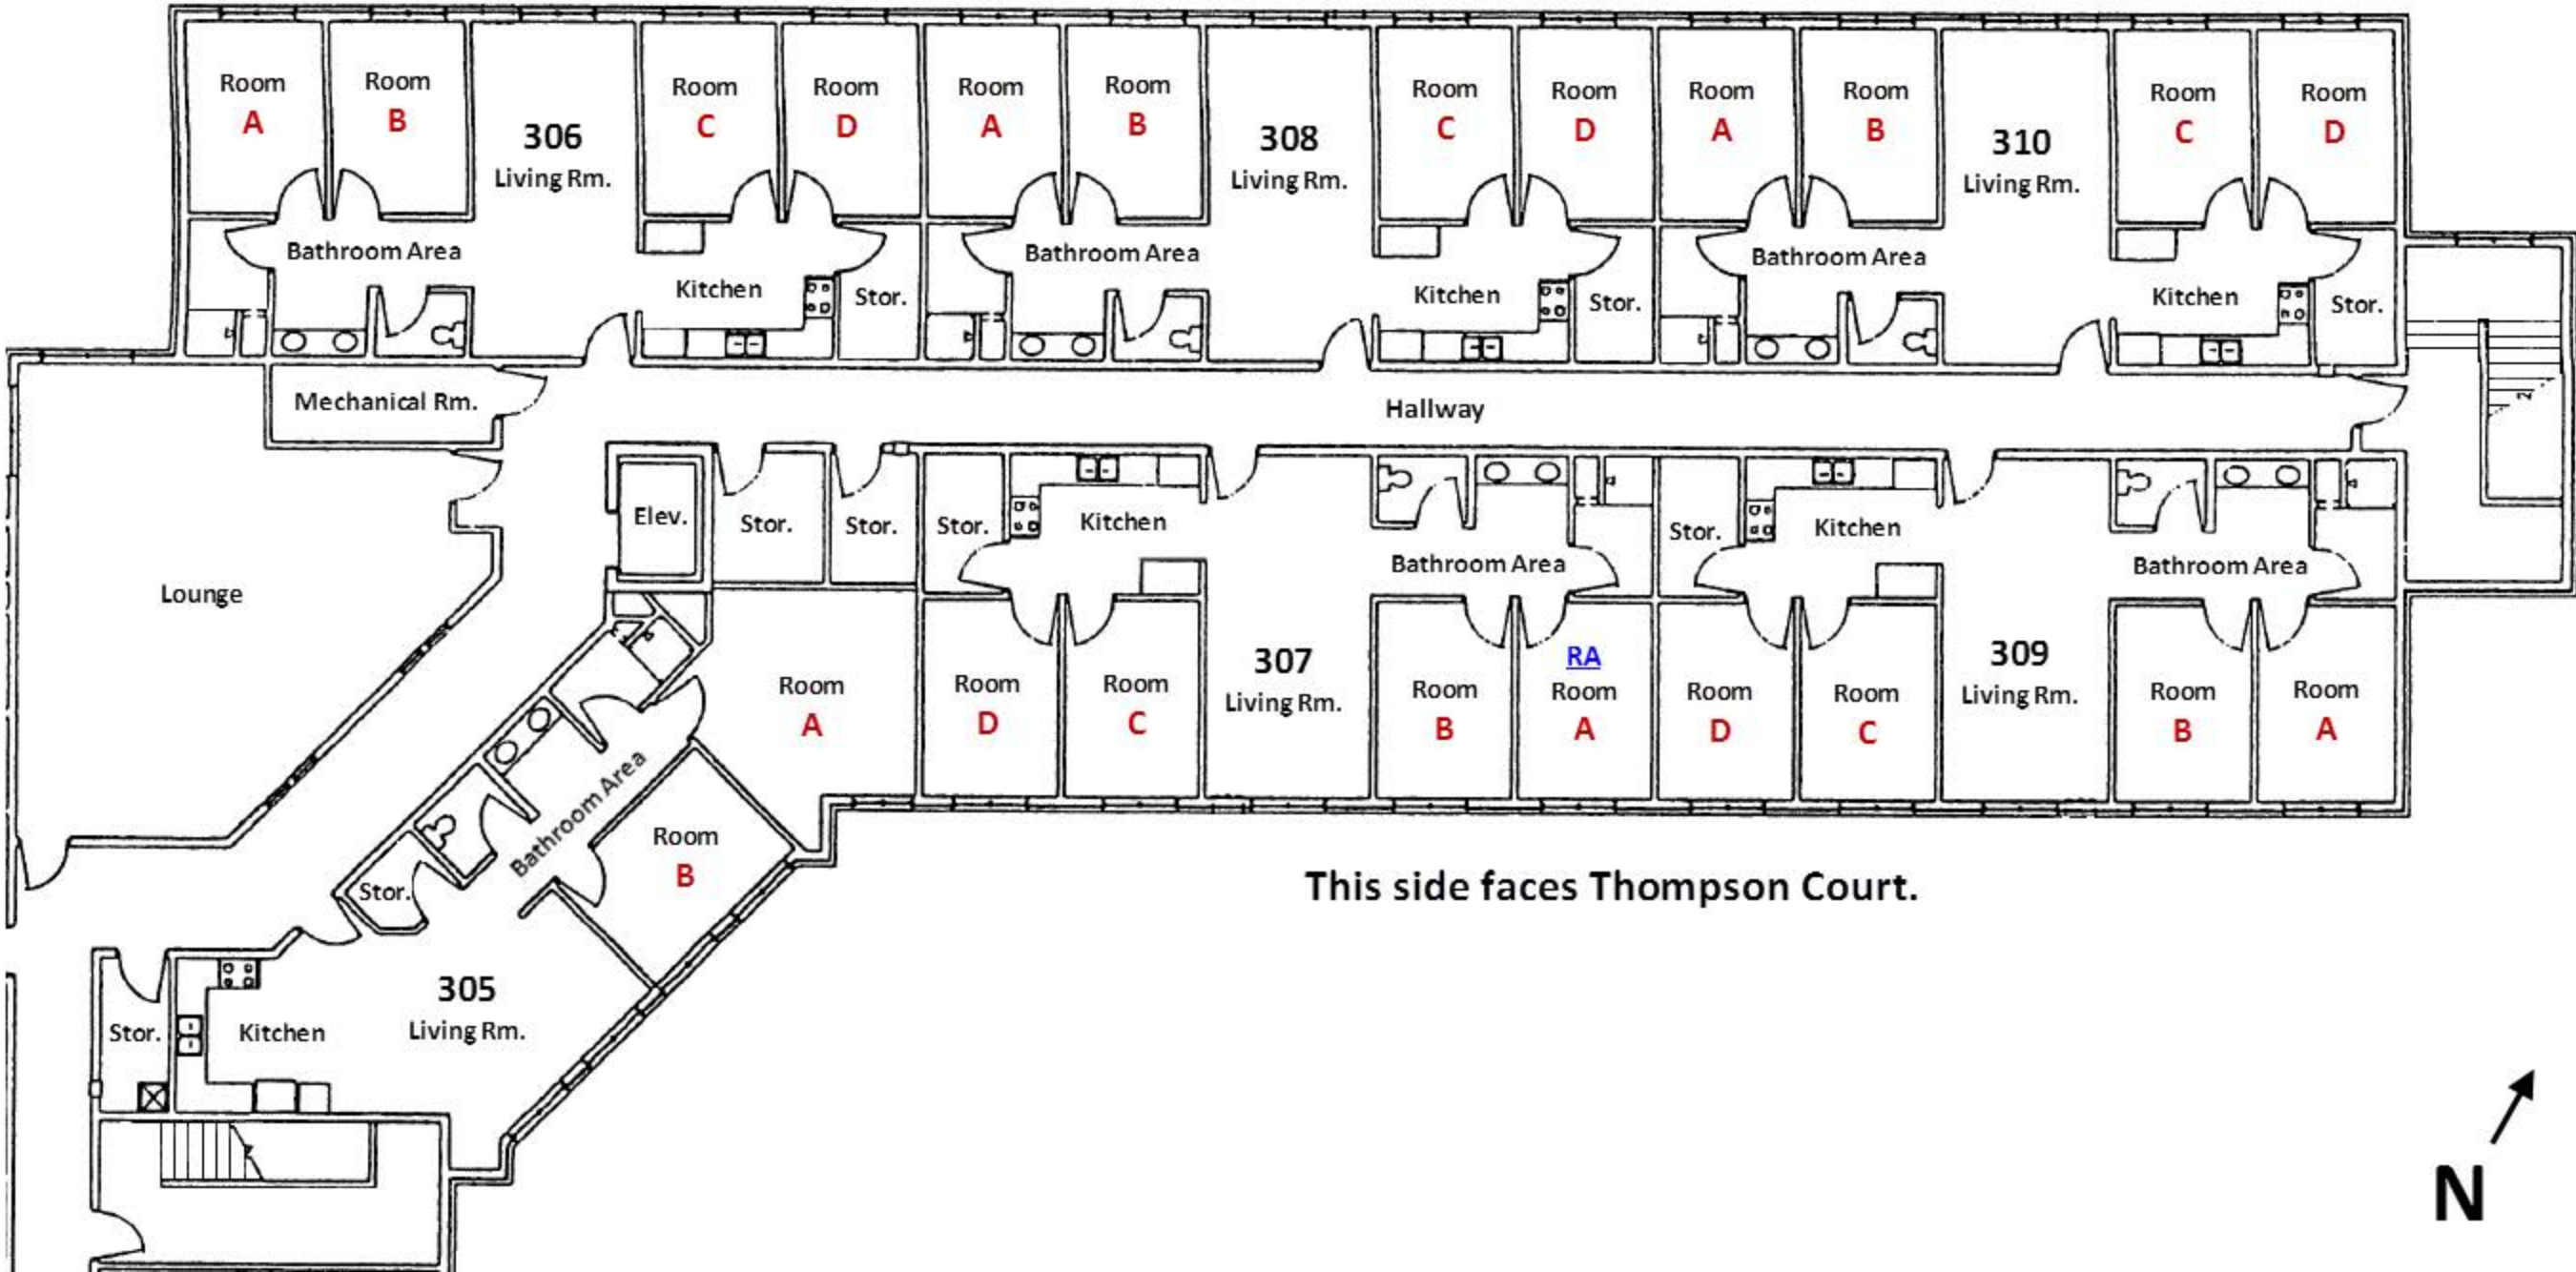 Room
A
Room
B
306
Living Rm.
Room
C
Room
D
Room
A
Room
B
308
Living Rm.
Room
C
Room
D
Room
A
Room
B
310
Living Rm.
Room
C
Room
D
Bathroom Area
Kitchen
Stor.
Bathroom Area
Kitchen
Stor.
Bathroom Area
Kitchen
Stor.
Mechanical Rm.
Hallway
Lounge
Elev.
Stor.
Stor.
Stor.
Kitchen
Bathroom Area
Stor.
Kitchen
Bathroom Area
Room
A
Room
D
Room
C
307
Living Rm.
Room
B
RA
Room
A
Room
D
Room
C
309
Living Rm.
Room
B
Room
A
Bathroom Area
Room
B
Stor.
This side faces Thompson Court.
305
Living Rm.
Kitchen
Stor.
N